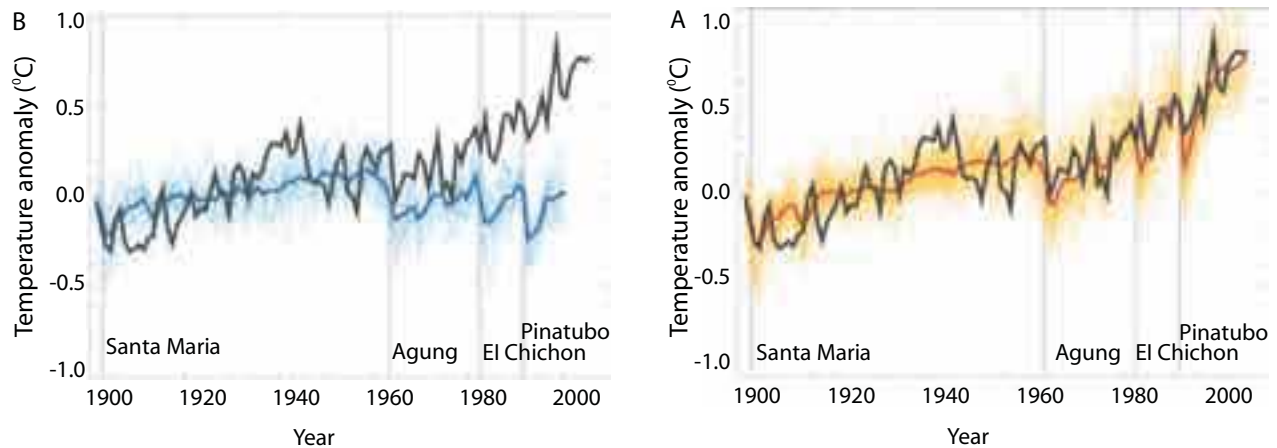 B
Temperature anomaly (⁰C)
1.0
0.5
0.0
-0.5
-1.0
Santa Maria
Agung
El Chichon
Pinatubo
1900 1920 1940 1960 1980 2000
Year
A
Temperature anomaly (⁰C)
1.0
0.5
0.0
-0.5
-1.0
Santa Maria
Agung
El Chichon
Pinatubo
1900 1920 1940 1960 1980 2000
Year